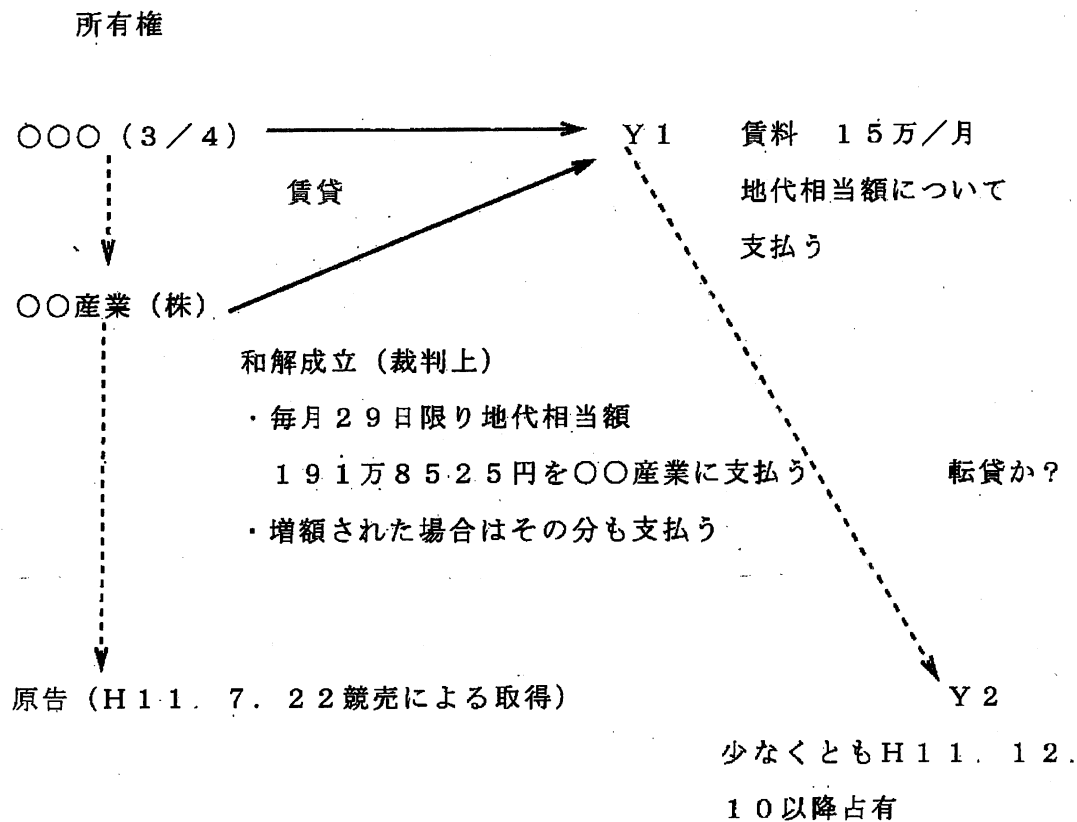 所有権
○○○(3/4)
Y1 賃料 15万/月
賃貸
地代相当額について
支払う
○○産業(株)
和解成立(裁判上)
・毎月29日限り地代相当額
191万8525円を○○産業に支払う
転貸か?
・増額された場合はその分も支払う
原告(H11.7.22競売による取得)
Y2
少なくともH11.12.
10以降占有